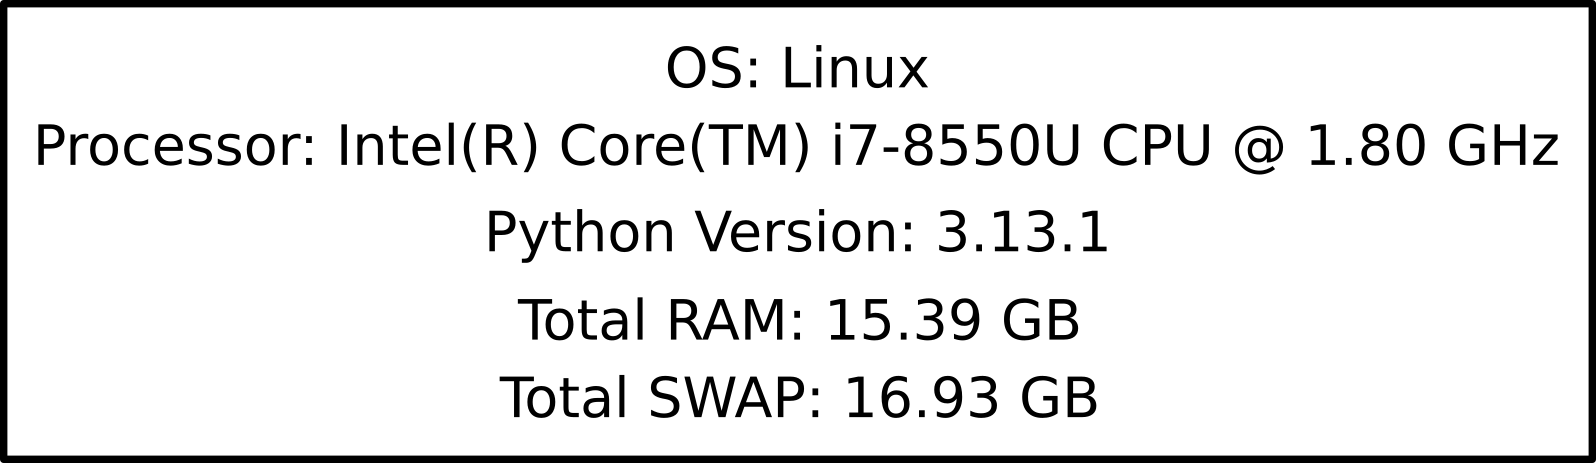 OS: Linux
Processor: Intel(R) Core(TM) i7-8550U CPU @ 1.80 GHz
Python Version: 3.13.1
Total RAM: 15.39 GB
Total SWAP: 16.93 GB